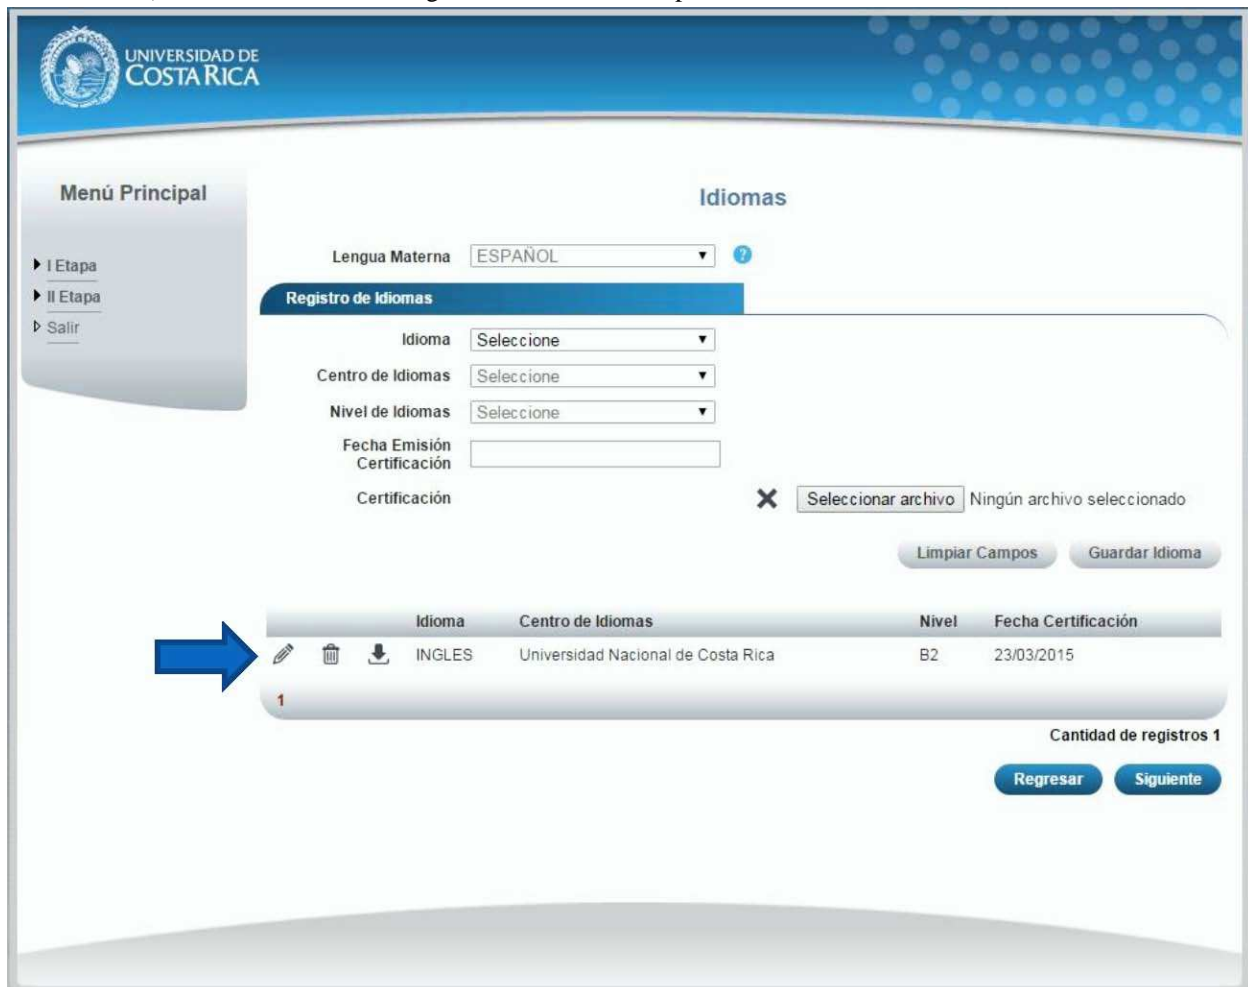 UNIVERSIDAD DE
COSTA RICA
Menú Principal
I Etapa
II Etapa
Salir
Idiomas
Lengua Materna ESPAÑOL ?
Registro de Idiomas
Idioma Seleccione
Centro de Idiomas Seleccione
Nivel de Idiomas Seleccione
Fecha Emisión
Certificación
Certificación Seleccionar archivo Ningún archivo seleccionado
Limpiar Campos Guardar Idioma
Idioma Centro de Idiomas Nivel Fecha Certificación
INGLES Universidad Nacional de Costa Rica B2 23/03/2015
1
Cantidad de registros 1
Regresar Siguiente